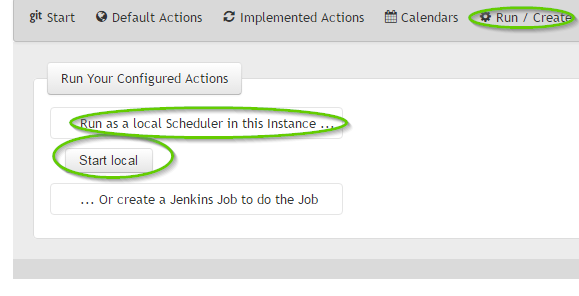 git Start Default Actions Implemented Actions Calendars Run / Create
Run Your Configured Actions
Run as a local Scheduler in this Instance ...
Start local
... Or create a Jenkins Job to do the Job